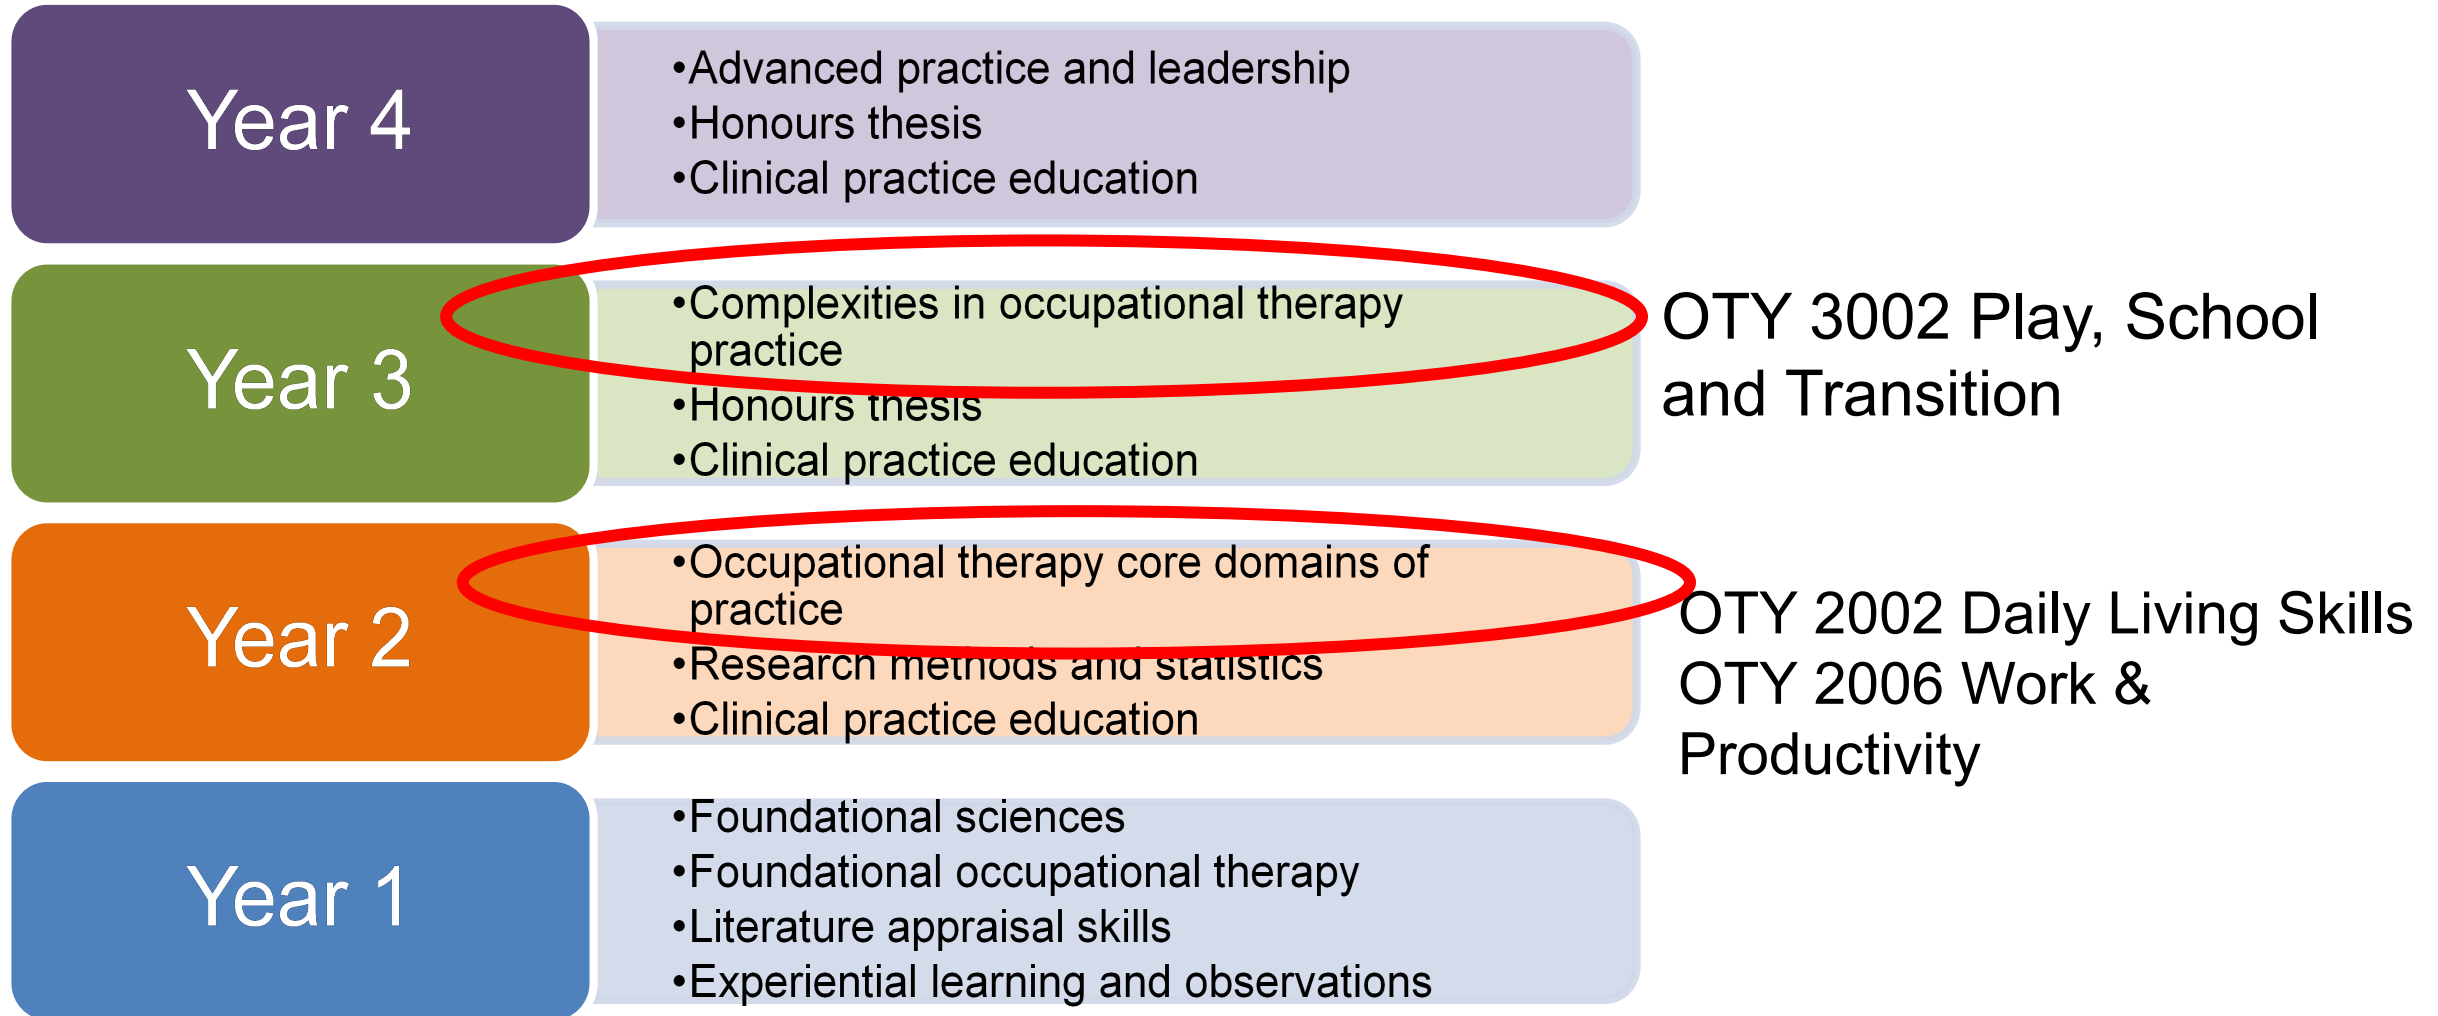 Year 4
•Advanced practice and leadership
•Honours thesis
•Clinical practice education
Year 3
•Complexities in occupational therapy
practice
•Honours thesis
•Clinical practice education
OTY 3002 Play, School
and Transition
Year 2
•Occupational therapy core domains of
practice
•Research methods and statistics
•Clinical practice education
OTY 2002 Daily Living Skills
OTY 2006 Work &
Productivity
Year 1
•Foundational sciences
•Foundational occupational therapy
•Literature appraisal skills
•Experiential learning and observations